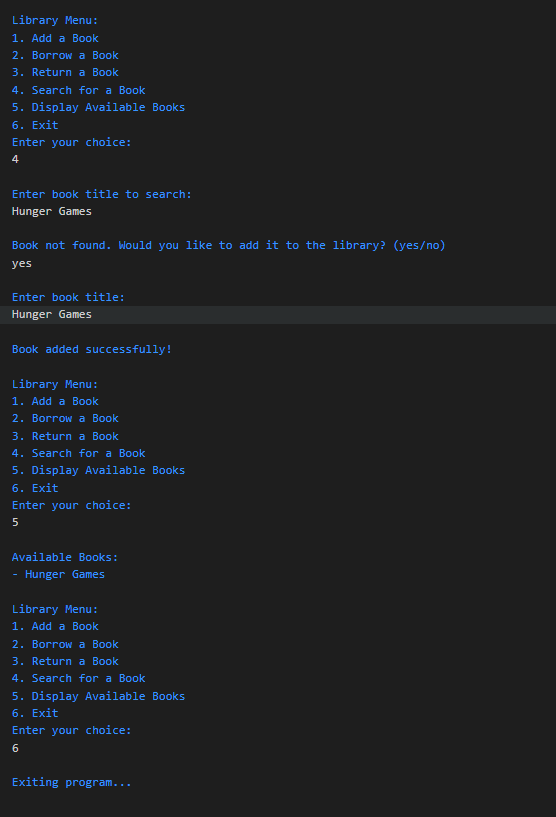 Library Menu:
1. Add a Book
2. Borrow a Book
3. Return a Book
4. Search for a Book
5. Display Available Books
6. Exit
Enter your choice:
4
Enter book title to search:
Hunger Games
Book not found. Would you like to add it to the library? (yes/no)
yes
Enter book title:
Hunger Games
Book added successfully!
Library Menu:
1. Add a Book
2. Borrow a Book
3. Return a Book
4. Search for a Book
5. Display Available Books
6. Exit
Enter your choice:
5
Available Books:
- Hunger Games
Library Menu:
1. Add a Book
2. Borrow a Book
3. Return a Book
4. Search for a Book
5. Display Available Books
6. Exit
Enter your choice:
6
Exiting program...